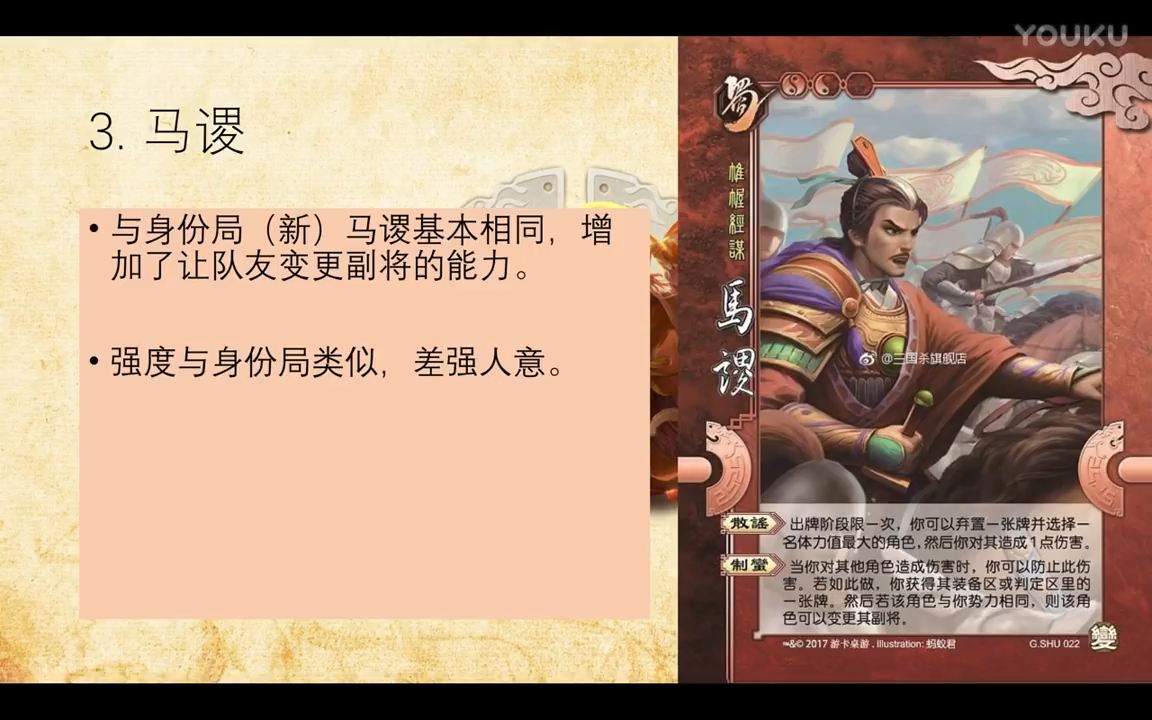 YOUKU
3. 马谡
• 与身份局（新）马谡基本相同，增
加了让队友变更副将的能力。
• 强度与身份局类似，差强人意。
蜀
帷幄經謀
馬謖
@三国杀旗舰店
散謠
出牌阶段限一次，你可以弃置一张牌并选择一
名体力值最大的角色，然后你对其造成1点伤害。
制蠻
当你对其他角色造成伤害时，你可以防止此伤
害。若如此做，你获得其装备区或判定区里的
一张牌。然后若该角色与你势力相同，则该角
色可以变更其副将。
™&© 2017 游卡桌游 . Illustration: 蚂蚁君
G.SHU 022
變